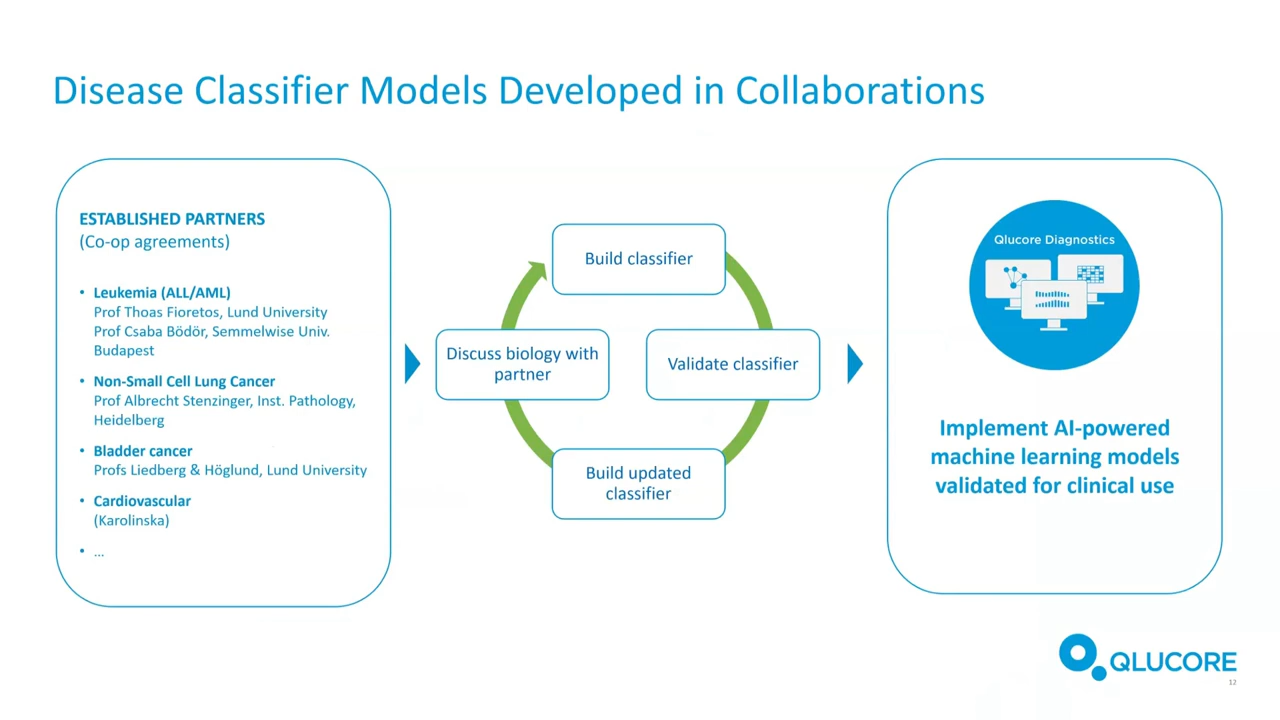 Disease Classifier Models Developed in Collaborations
ESTABLISHED PARTNERS
(Co-op agreements)
• Leukemia (ALL/AML)
Prof Thoas Fioretos, Lund University
Prof Csaba Bödör, Semmelwise Univ.
Budapest
• Non-Small Cell Lung Cancer
Prof Albrecht Stenzinger, Inst. Pathology,
Heidelberg
• Bladder cancer
Profs Liedberg & Höglund, Lund University
• Cardiovascular
(Karolinska)
• ...
Build classifier
Discuss biology with
partner
Validate classifier
Build updated
classifier
Qlucore Diagnostics
Implement AI-powered
machine learning models
validated for clinical use
QLUCORE
12